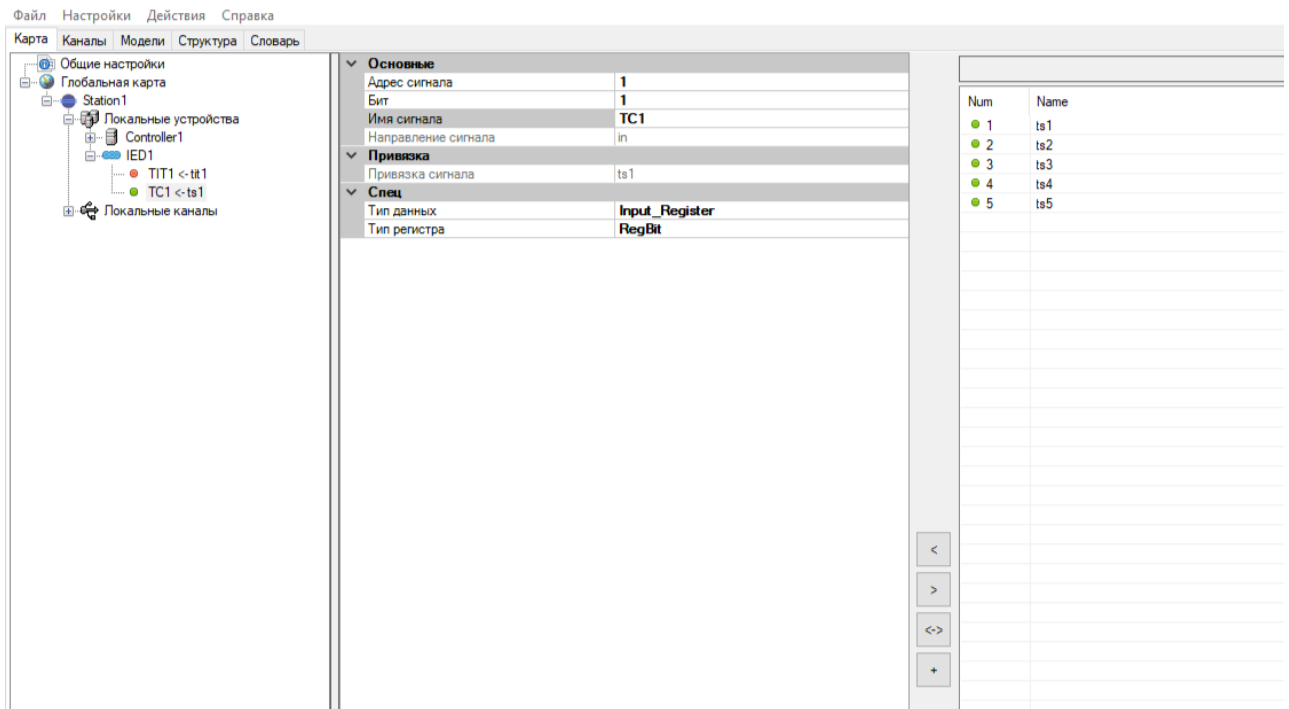 Файл Настройки Действия Справка
Карта Каналы Модели Структура Словарь
Общие настройки
Глобальная карта
Station1
Локальные устройства
Controller1
IED1
TIT1 <- tit1
TC1 <- ts1
Локальные каналы
Основные
Адрес сигнала 1
Бит 1
Имя сигнала TC1
Направление сигнала in
Привязка
Привязка сигнала ts1
Спец
Тип данных Input_Register
Тип регистра RegBit
<
>
<->
+
Num Name
1 ts1
2 ts2
3 ts3
4 ts4
5 ts5